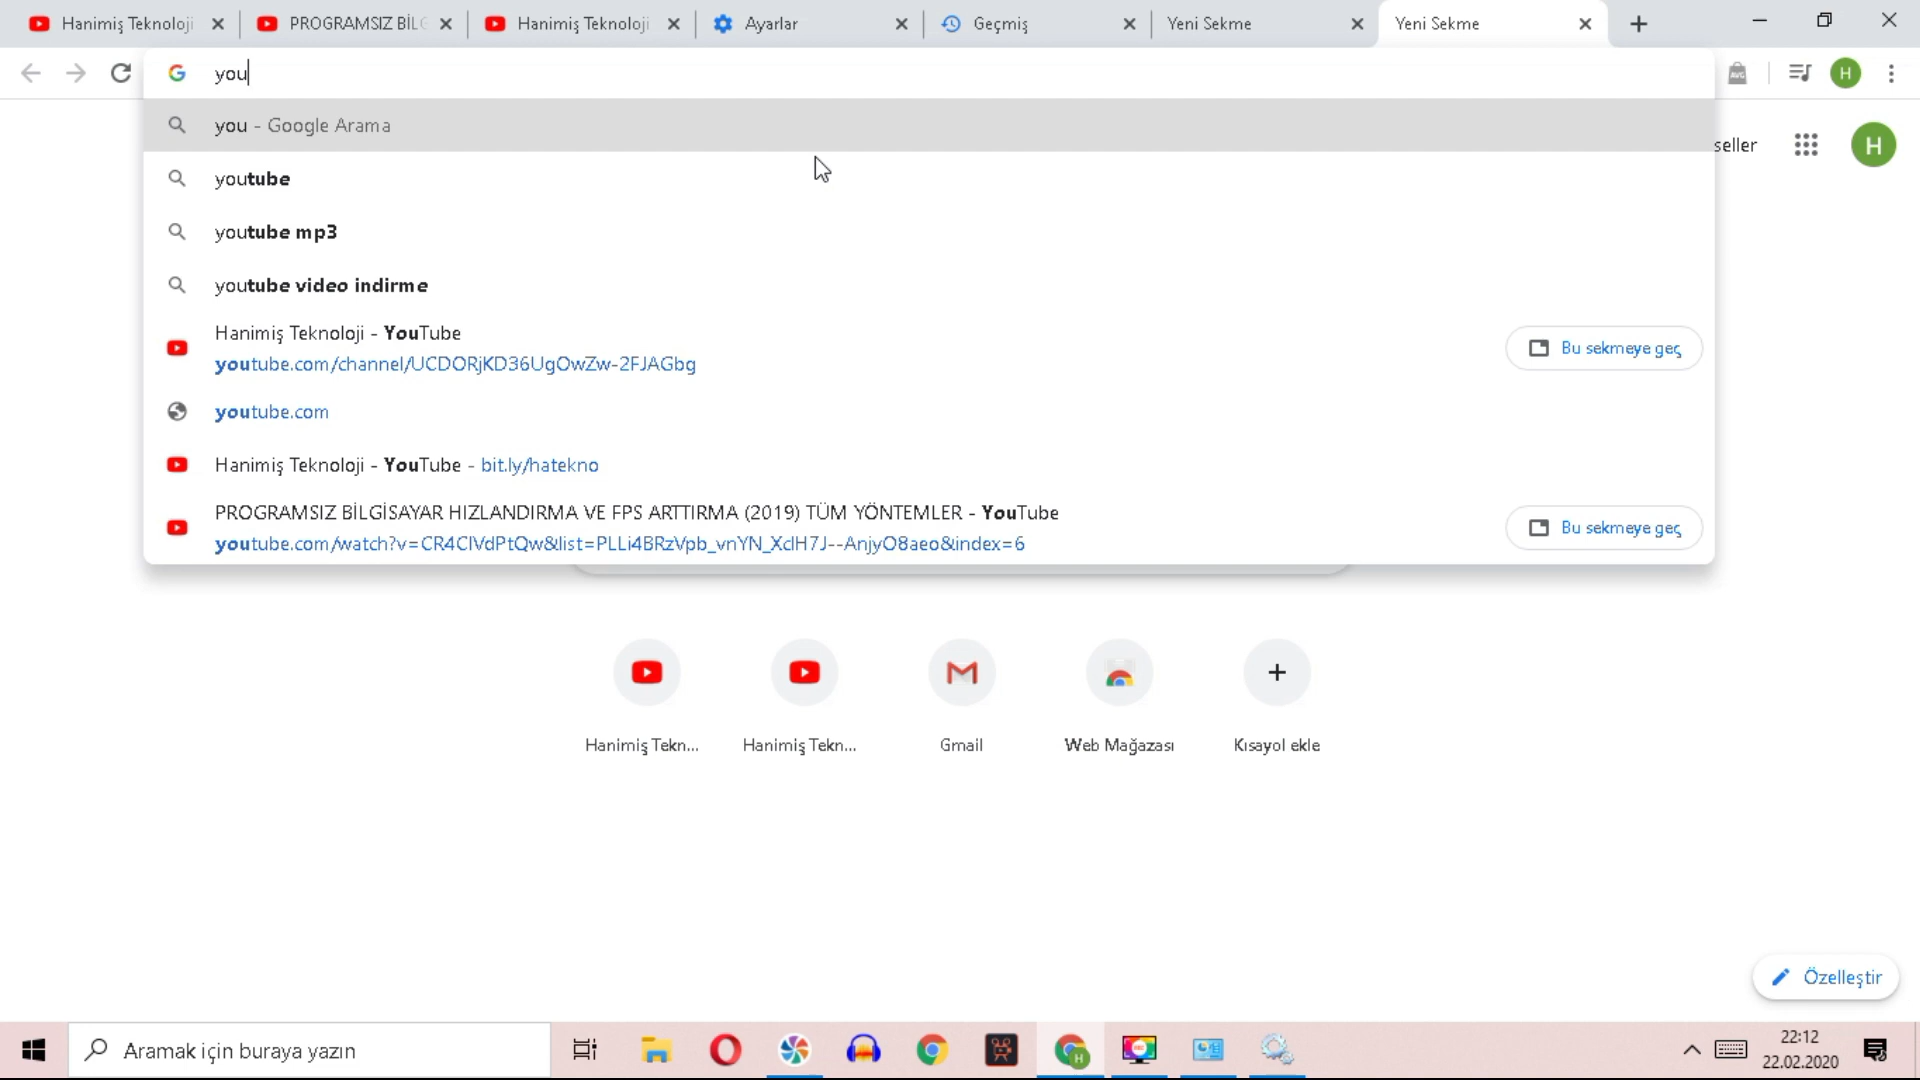 Hanimiş Teknoloji
PROGRAMSIZ BİLG
Hanimiş Teknoloji
Ayarlar
Geçmiş
Yeni Sekme
Yeni Sekme
you
AVG
H
you - Google Arama
seller
H
youtube
youtube mp3
youtube video indirme
Hanimiş Teknoloji - YouTube
youtube.com/channel/UCDORjKD36UgOwZw-2FJAGbg
Bu sekmeye geç
youtube.com
Hanimiş Teknoloji - YouTube - bit.ly/hatekno
PROGRAMSIZ BİLGİSAYAR HIZLANDIRMA VE FPS ARTTIRMA (2019) TÜM YÖNTEMLER - YouTube
youtube.com/watch?v=CR4ClVdPtQw&list=PLLi4BRzVpb_vnYN_XclH7J--AnjyO8aeo&index=6
Bu sekmeye geç
Hanimiş Tekn...
Hanimiş Tekn...
Gmail
Web Mağazası
Kısayol ekle
Özelleştir
Aramak için buraya yazın
H
22:12
22.02.2020